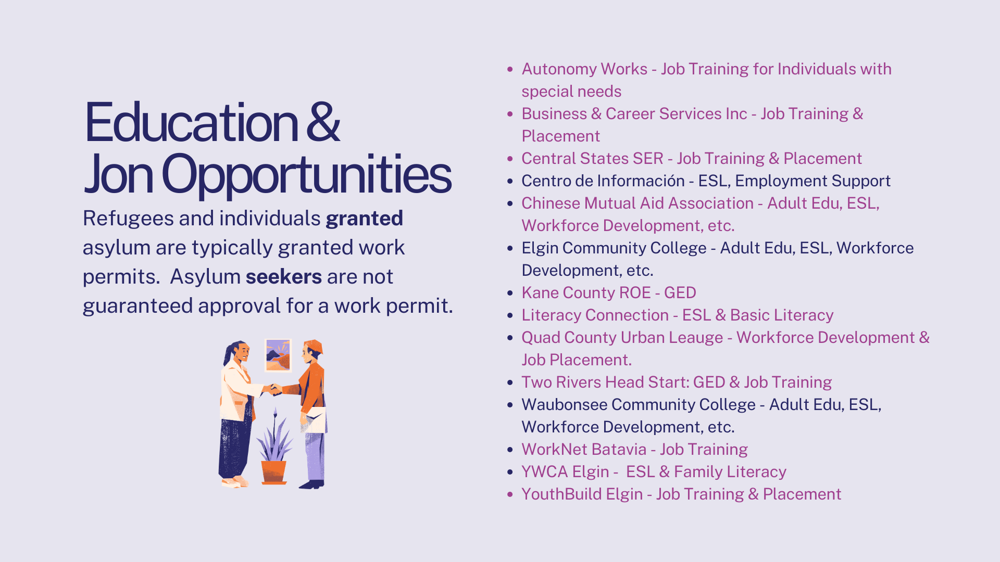 Education &
Jon Opportunities
Refugees and individuals granted
asylum are typically granted work
permits.  Asylum seekers are not
guaranteed approval for a work permit.
• Autonomy Works - Job Training for Individuals with
special needs
• Business & Career Services Inc - Job Training &
Placement
• Central States SER - Job Training & Placement
• Centro de Información - ESL, Employment Support
• Chinese Mutual Aid Association - Adult Edu, ESL,
Workforce Development, etc.
• Elgin Community College - Adult Edu, ESL, Workforce
Development, etc.
• Kane County ROE - GED
• Literacy Connection - ESL & Basic Literacy
• Quad County Urban Leauge - Workforce Development &
Job Placement.
• Two Rivers Head Start: GED & Job Training
• Waubonsee Community College - Adult Edu, ESL,
Workforce Development, etc.
• WorkNet Batavia - Job Training
• YWCA Elgin -  ESL & Family Literacy
• YouthBuild Elgin - Job Training & Placement